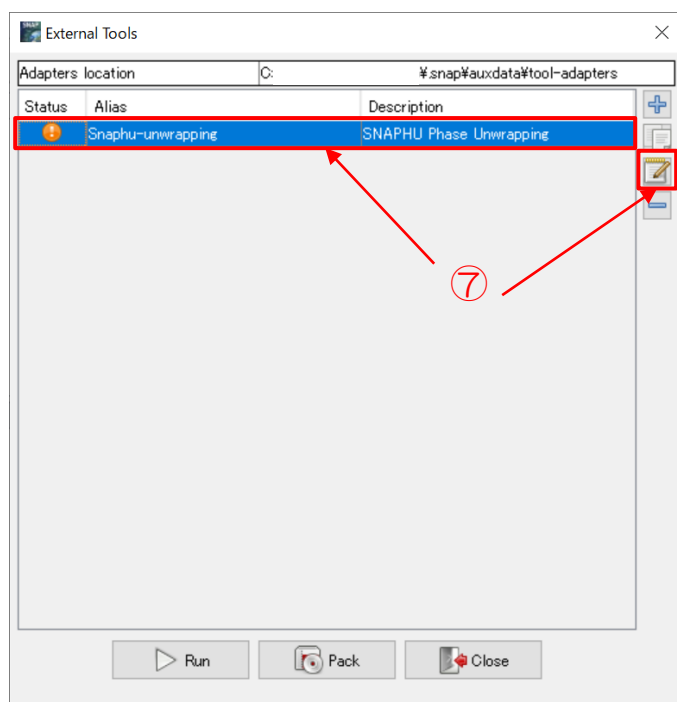 External Tools
Adapters location C: ¥.snap¥auxdata¥tool-adapters
Status Alias Description
Snaphu-unwrapping SNAPHU Phase Unwrapping
⑦
Run Pack Close